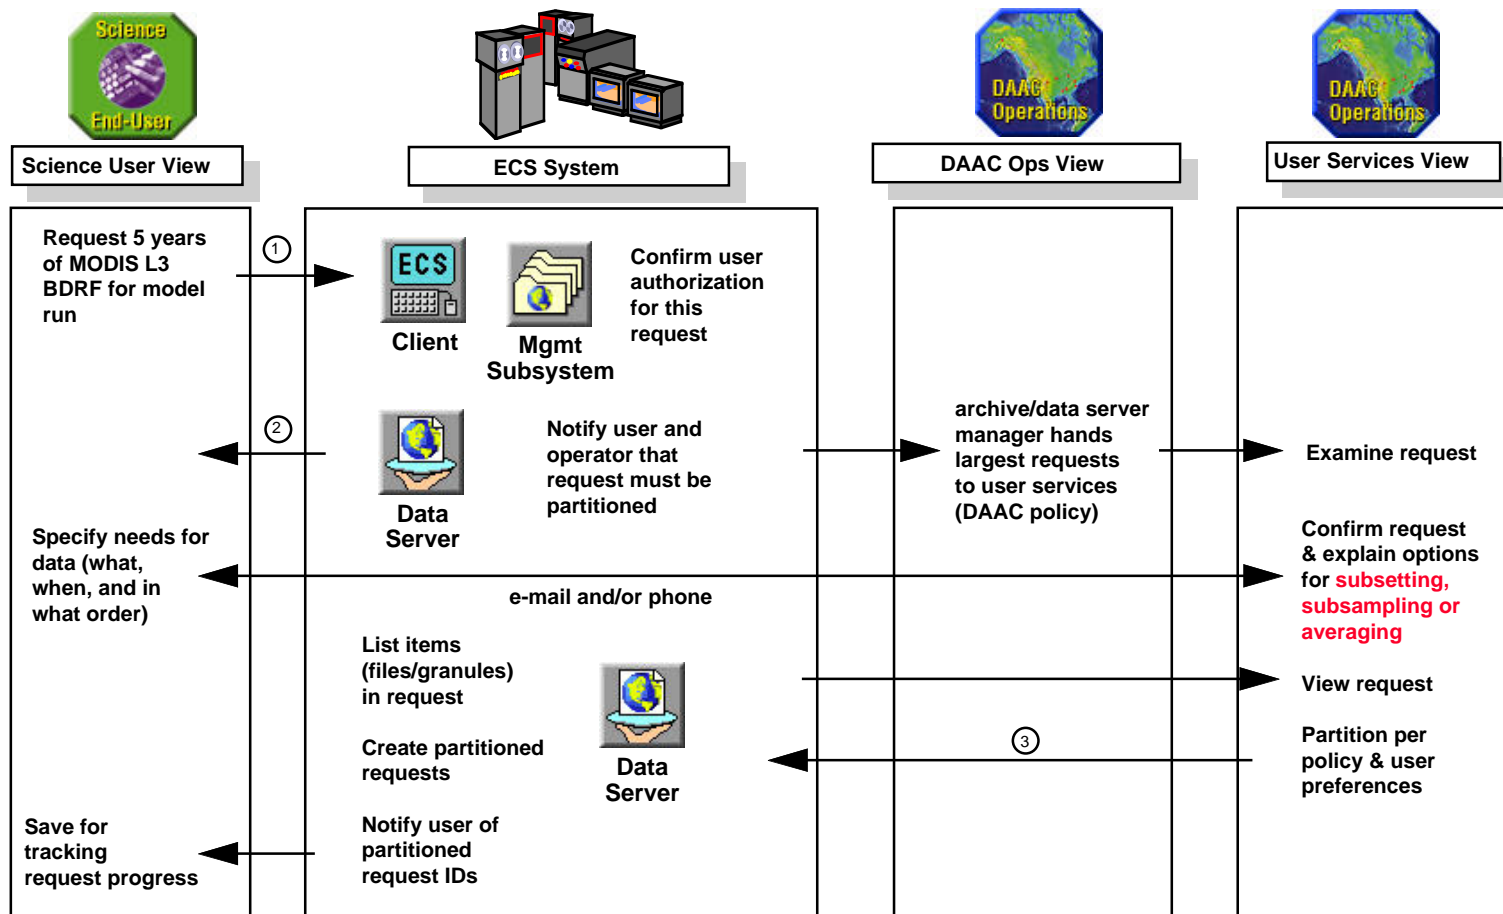 Science
End-User
DAAC
Operations
DAAC
Operations
Science User View
ECS System
DAAC Ops View
User Services View
Request 5 years
of MODIS L3
BDRF for model
run
1
ECS
Client
Mgmt
Subsystem
Confirm user
authorization
for this
request
2
Data
Server
Notify user and
operator that
request must be
partitioned
archive/data server
manager hands
largest requests
to user services
(DAAC policy)
Examine request
Specify needs for
data (what,
when, and in
what order)
e-mail and/or phone
Confirm request
& explain options
for subsetting,
subsampling or
averaging
List items
(files/granules)
in request
View request
Create partitioned
requests
Data
Server
3
Partition per
policy & user
preferences
Notify user of
partitioned
request IDs
Save for
tracking
request progress